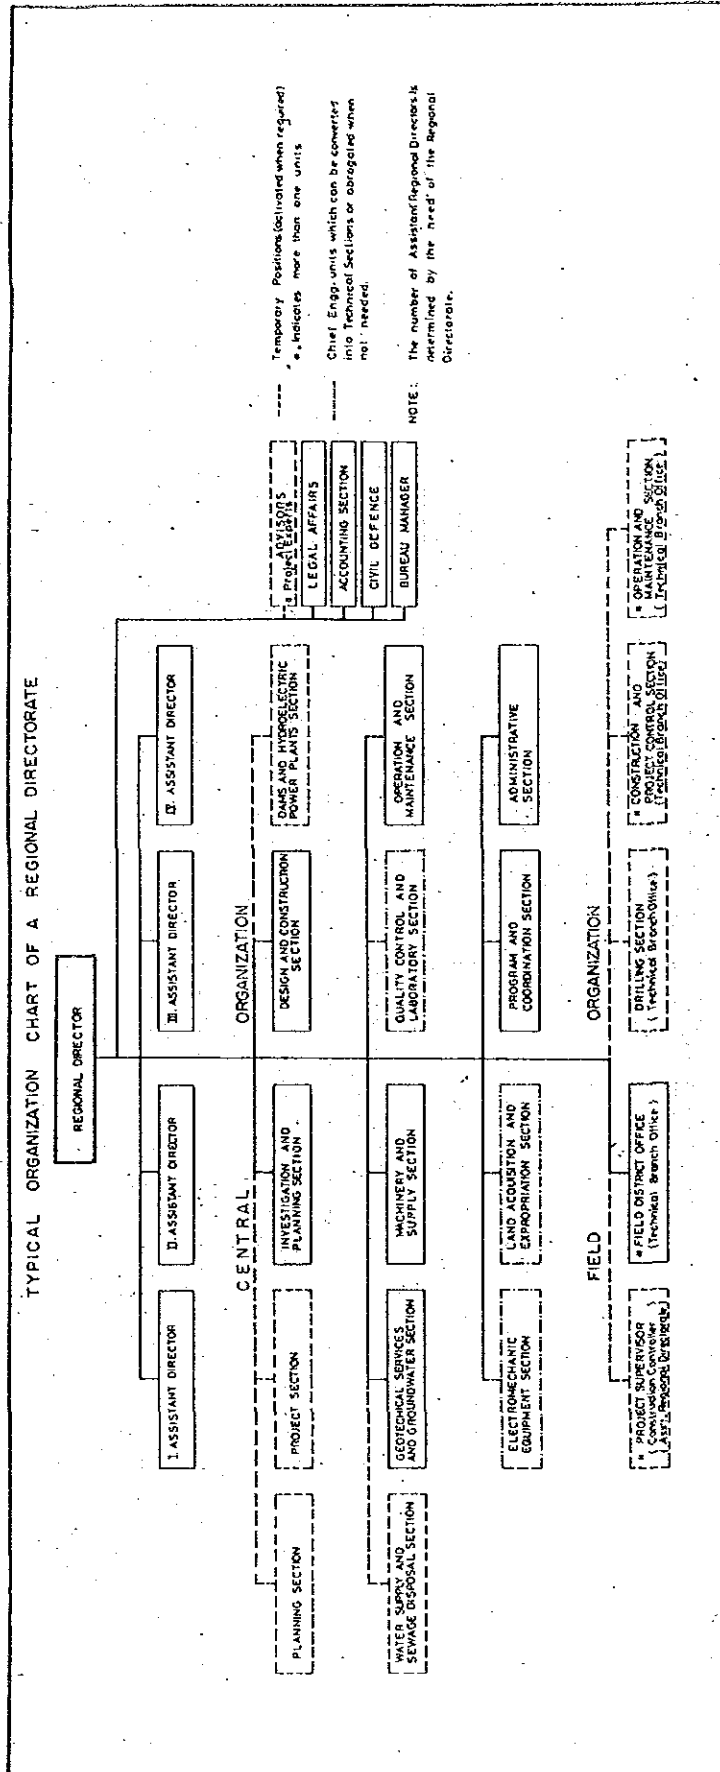 TYPICAL ORGANIZATION CHART OF A REGIONAL DIRECTORATE
REGIONAL DIRECTOR
I. ASSISTANT DIRECTOR
II. ASSISTANT DIRECTOR
III. ASSISTANT DIRECTOR
IV. ASSISTANT DIRECTOR
ADVISORS
* Project Experts
LEGAL AFFAIRS
ACCOUNTING SECTION
CIVIL DEFENCE
BUREAU MANAGER
CENTRAL ORGANIZATION
PLANNING SECTION
PROJECT SECTION
INVESTIGATION AND
PLANNING SECTION
DESIGN AND CONSTRUCTION
SECTION
DAMS AND HYDROELECTRIC
POWER PLANTS SECTION
WATER SUPPLY AND
SEWAGE DISPOSAL SECTION
GEOTECHICAL SERVICES
AND GROUNDWATER SECTION
MACHINERY AND
SUPPLY SECTION
QUALITY CONTROL AND
LABORATORY SECTION
OPERATION AND
MAINTENANCE SECTION
ELECTROMECHANIC
EQUIPMENT SECTION
LAND ACQUISITION AND
EXPROPRIATION SECTION
PROGRAM AND
COORDINATION SECTION
ADMINISTRATIVE
SECTION
FIELD ORGANIZATION
* PROJECT SUPERVISOR
( Construction Controller )
( Ass't. Regional Directorate )
* FIELD DISTRICT OFFICE
(Technical Branch Office )
DRILLING SECTION
( Technical Branch Office )
* CONSTRUCTION AND
PROJECT CONTROL SECTION
(Technical Branch Office)
* OPERATION AND
MAINTENANCE SECTION
( Technical Branch Office )
---- Temporary Positions (activated when required)
*. Indicates more than one units
Chief Engg. units which can be converted
into Technical Sections or abrogated when
not needed.
NOTE: The number of Assistant Regional Directors is
determined by the need of the Regional
Directorate.